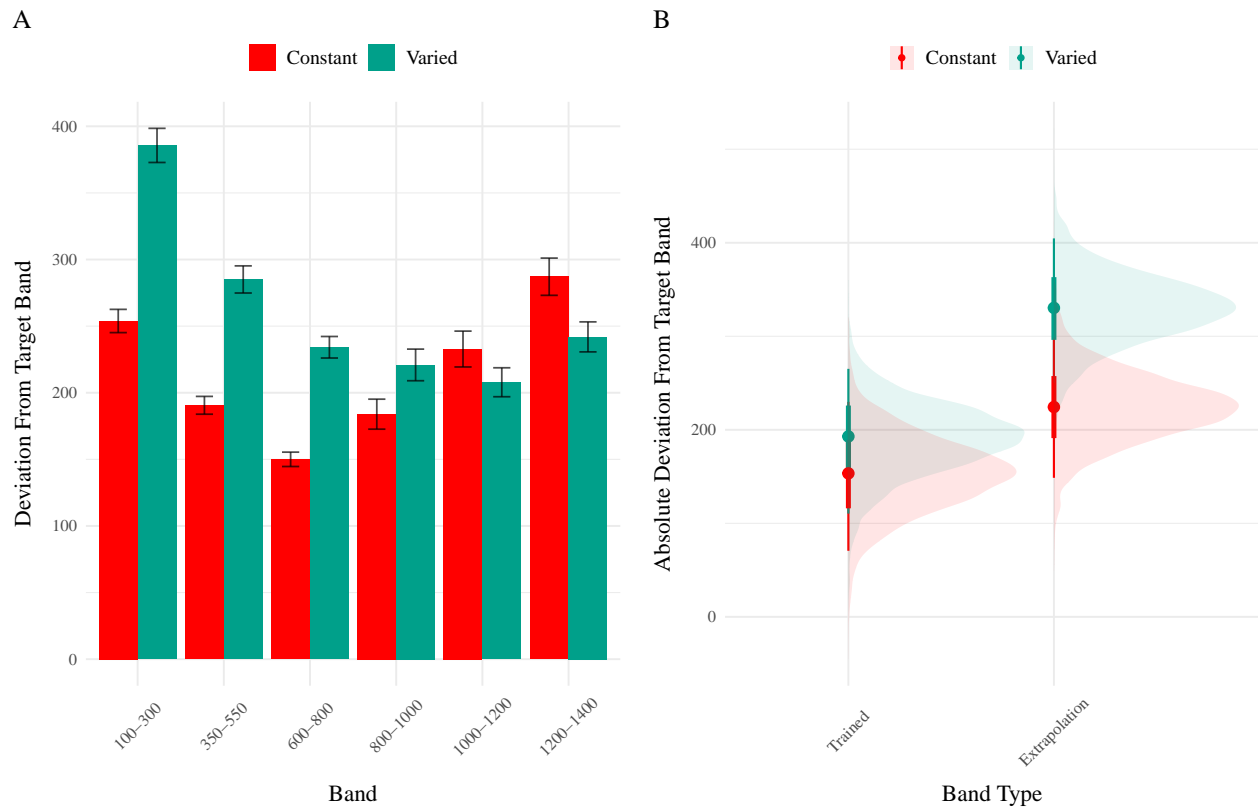 A
Constant Varied
Deviation From Target Band
400
300
200
100
0
100–300
350–550
600–800
800–1000
1000–1200
1200–1400
Band
B
Constant Varied
Absolute Deviation From Target Band
400
200
0
Trained
Extrapolation
Band Type